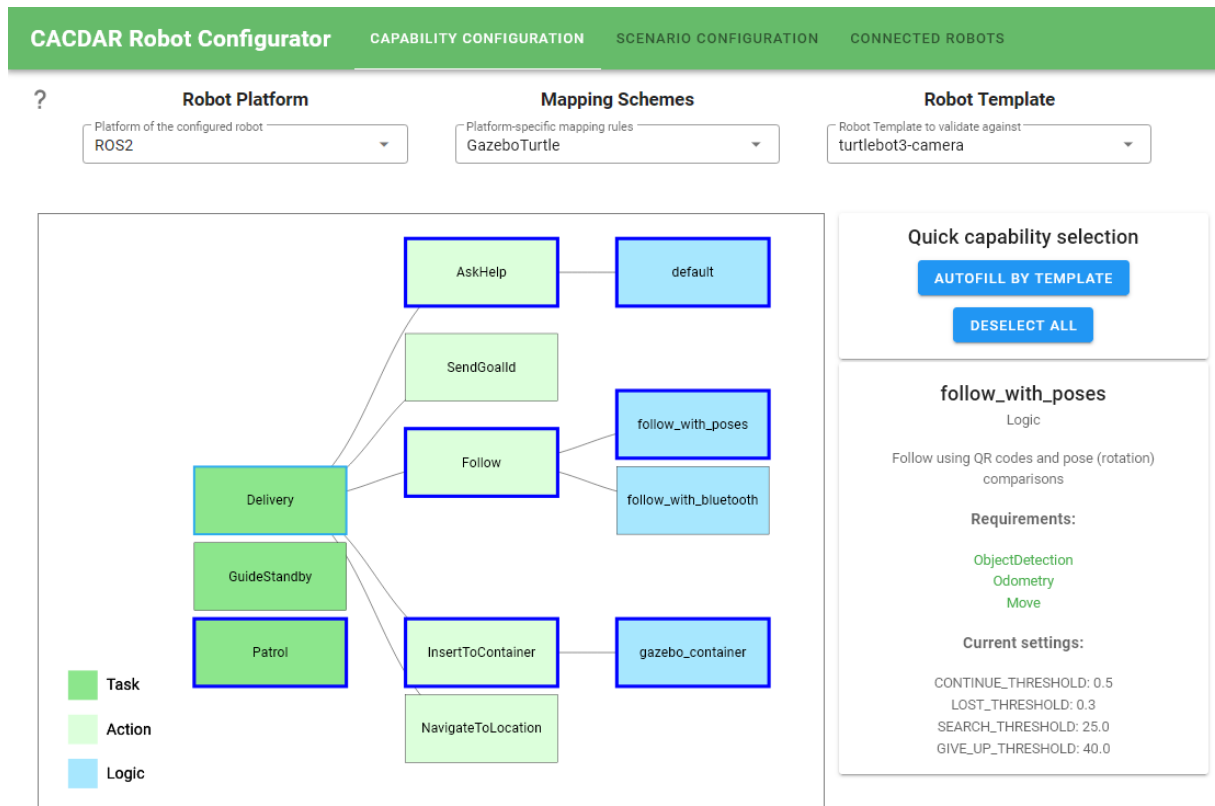 CACDAR Robot Configurator
CAPABILITY CONFIGURATION
SCENARIO CONFIGURATION
CONNECTED ROBOTS
?
Robot Platform
Platform of the configured robot
ROS2
Mapping Schemes
Platform-specific mapping rules
GazeboTurtle
Robot Template
Robot Template to validate against
turtlebot3-camera
AskHelp
default
SendGoalId
follow_with_poses
Follow
follow_with_bluetooth
Delivery
GuideStandby
Patrol
InsertToContainer
gazebo_container
NavigateToLocation
Task
Action
Logic
Quick capability selection
AUTOFILL BY TEMPLATE
DESELECT ALL
follow_with_poses
Logic
Follow using QR codes and pose (rotation)
comparisons
Requirements:
ObjectDetection
Odometry
Move
Current settings:
CONTINUE_THRESHOLD: 0.5
LOST_THRESHOLD: 0.3
SEARCH_THRESHOLD: 25.0
GIVE_UP_THRESHOLD: 40.0